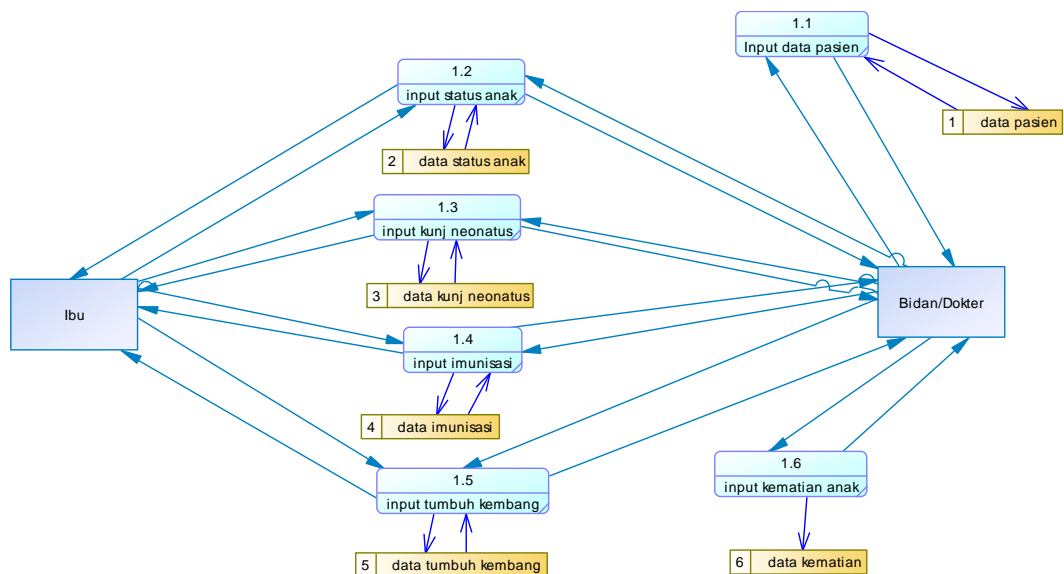 1.1
Input data pasien
1 data pasien
1.2
input status anak
2 data status anak
1.3
input kunj neonatus
3 data kunj neonatus
Ibu
Bidan/Dokter
1.4
input imunisasi
4 data imunisasi
1.5
input tumbuh kembang
5 data tumbuh kembang
1.6
input kematian anak
6 data kematian